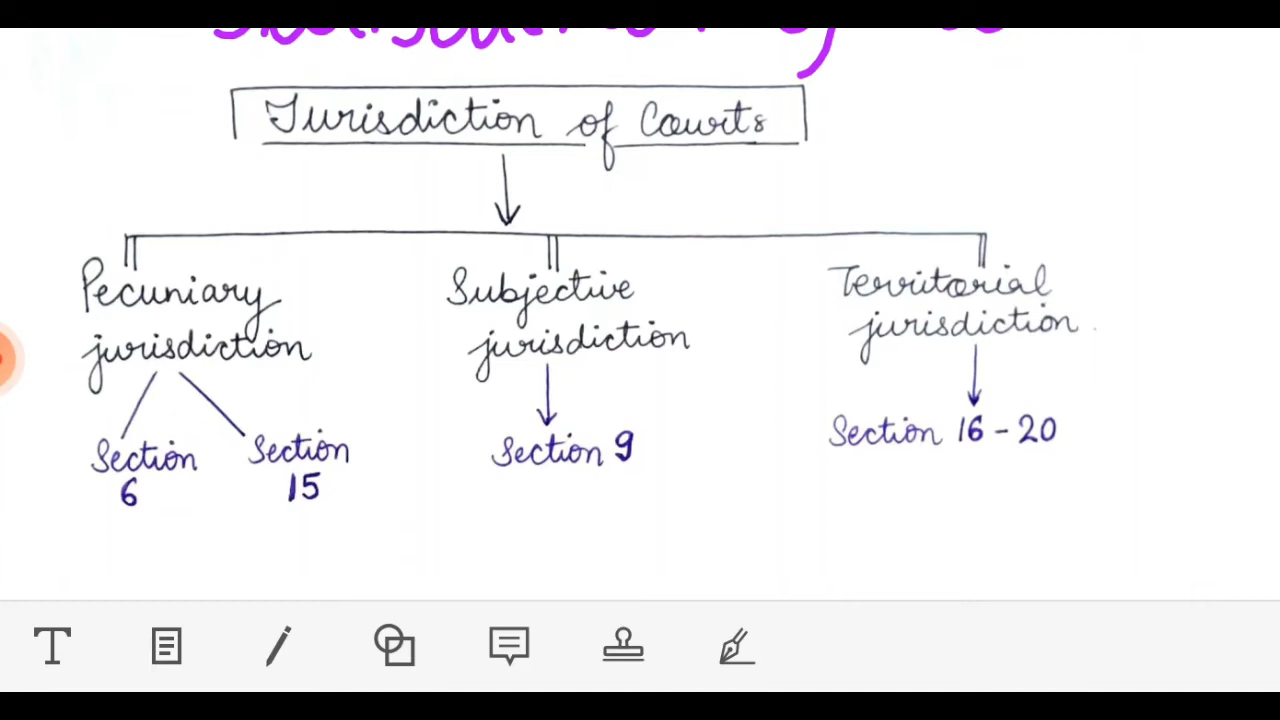 Jurisdiction of Courts
Pecuniary jurisdiction
Subjective jurisdiction
Territorial jurisdiction
Section 6
Section 15
Section 9
Section 16 - 20
T